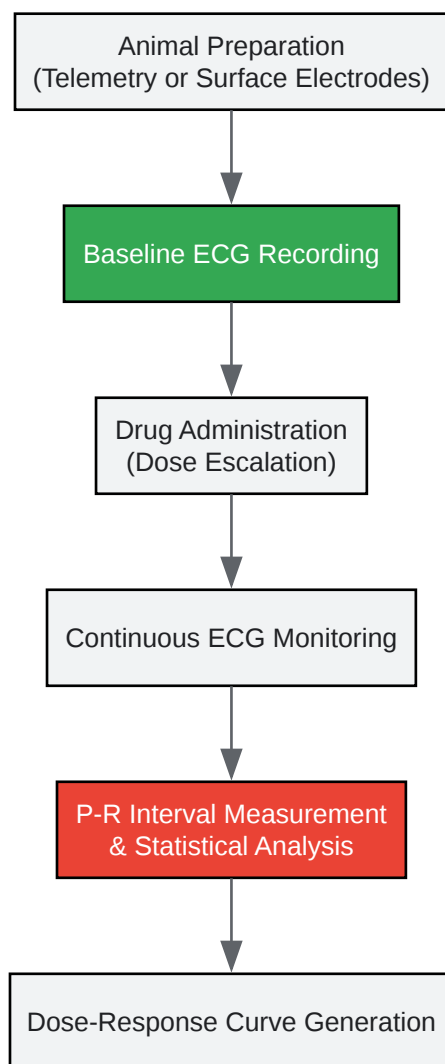 Animal Preparation
(Telemetry or Surface Electrodes)
Baseline ECG Recording
Drug Administration
(Dose Escalation)
Continuous ECG Monitoring
P-R Interval Measurement
& Statistical Analysis
Dose-Response Curve Generation